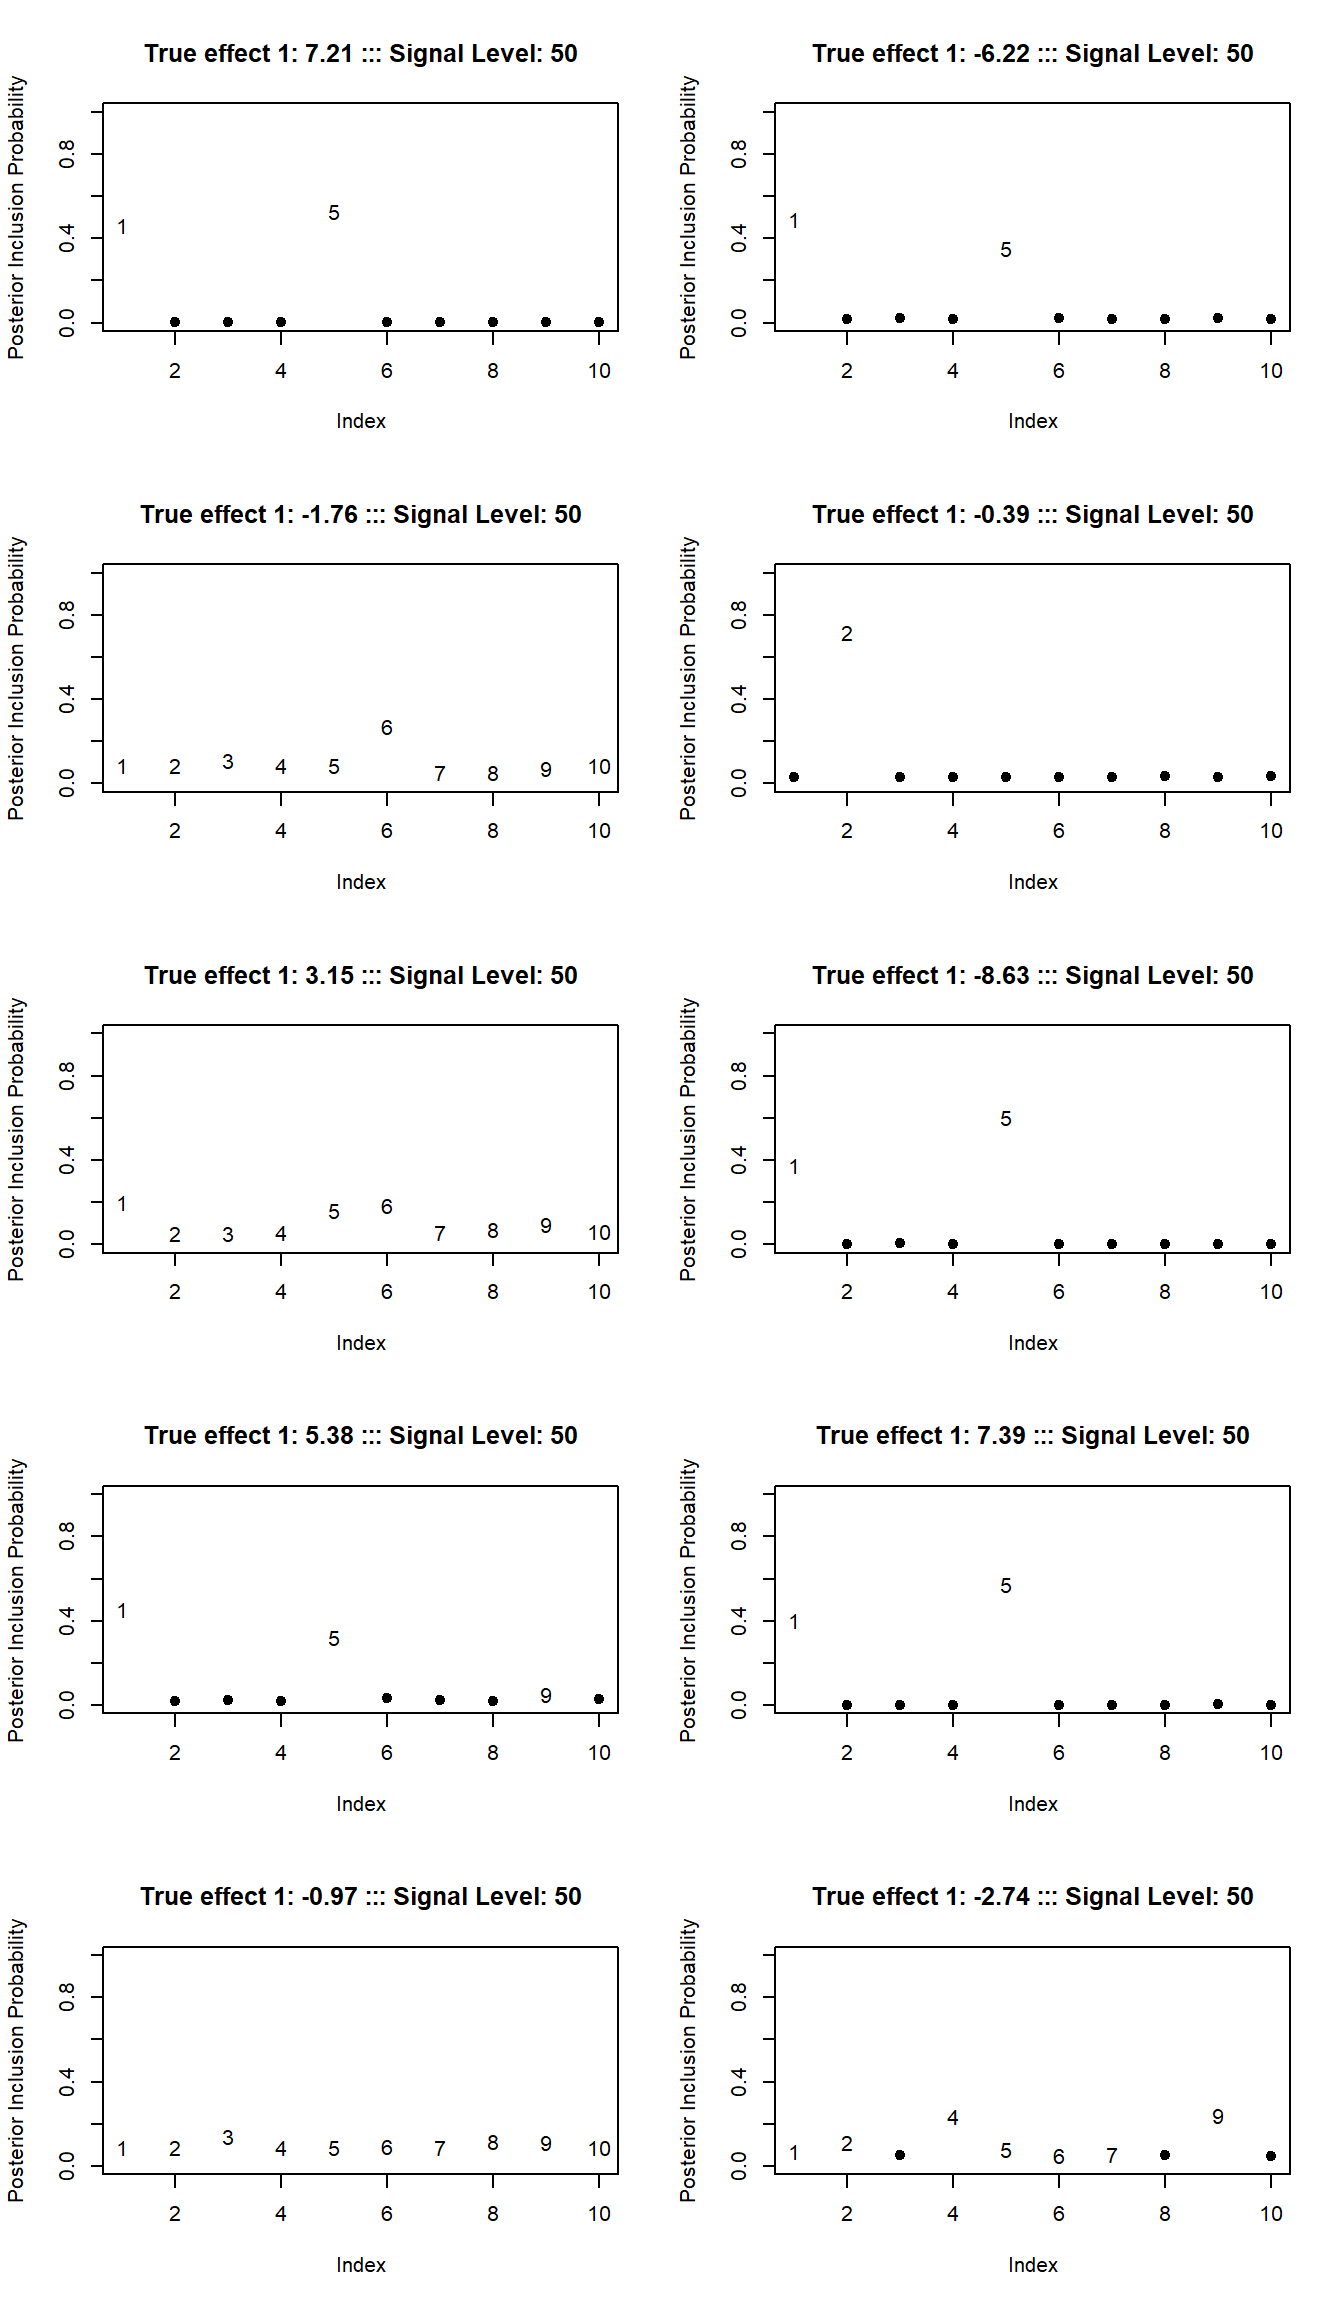 True effect 1: 7.21 ::: Signal Level: 50
Posterior Inclusion Probability
0.8
0.4
0.0
1
5
2 4 6 8 10
Index
True effect 1: -6.22 ::: Signal Level: 50
Posterior Inclusion Probability
0.8
0.4
0.0
1
5
2 4 6 8 10
Index
True effect 1: -1.76 ::: Signal Level: 50
Posterior Inclusion Probability
0.8
0.4
0.0
1 2 3 4 5 6 7 8 9 10
2 4 6 8 10
Index
True effect 1: -0.39 ::: Signal Level: 50
Posterior Inclusion Probability
0.8
0.4
0.0
2
2 4 6 8 10
Index
True effect 1: 3.15 ::: Signal Level: 50
Posterior Inclusion Probability
0.8
0.4
0.0
1 2 3 4 5 6 7 8 9 10
2 4 6 8 10
Index
True effect 1: -8.63 ::: Signal Level: 50
Posterior Inclusion Probability
0.8
0.4
0.0
1
5
2 4 6 8 10
Index
True effect 1: 5.38 ::: Signal Level: 50
Posterior Inclusion Probability
0.8
0.4
0.0
1
5
9
2 4 6 8 10
Index
True effect 1: 7.39 ::: Signal Level: 50
Posterior Inclusion Probability
0.8
0.4
0.0
1
5
2 4 6 8 10
Index
True effect 1: -0.97 ::: Signal Level: 50
Posterior Inclusion Probability
0.8
0.4
0.0
1 2 3 4 5 6 7 8 9 10
2 4 6 8 10
Index
True effect 1: -2.74 ::: Signal Level: 50
Posterior Inclusion Probability
0.8
0.4
0.0
1 2 4 5 6 7 9
2 4 6 8 10
Index